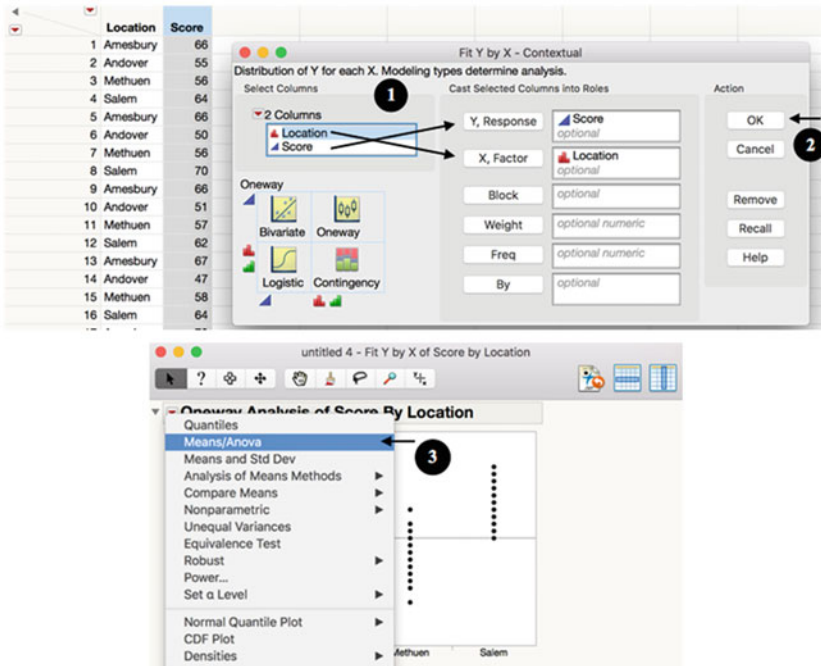 Location Score
1 Amesbury 66
2 Andover 55
3 Methuen 56
4 Salem 64
5 Amesbury 66
6 Andover 50
7 Methuen 56
8 Salem 70
9 Amesbury 66
10 Andover 51
11 Methuen 57
12 Salem 62
13 Amesbury 67
14 Andover 47
15 Methuen 58
16 Salem 64
Fit Y by X - Contextual
Distribution of Y for each X. Modeling types determine analysis.
Select Columns
1
2 Columns
Location
Score
Oneway
Bivariate Oneway
Logistic Contingency
Cast Selected Columns into Roles
Y, Response
Score
optional
X, Factor
Location
optional
Block
optional
Weight
optional numeric
Freq
optional numeric
By
optional
Action
OK
2
Cancel
Remove
Recall
Help
untitled 4 - Fit Y by X of Score by Location
Oneway Analysis of Score By Location
Quantiles
Means/Anova
3
Means and Std Dev
Analysis of Means Methods
Compare Means
Nonparametric
Unequal Variances
Equivalence Test
Robust
Power...
Set α Level
Normal Quantile Plot
CDF Plot
Densities
Methuen Salem